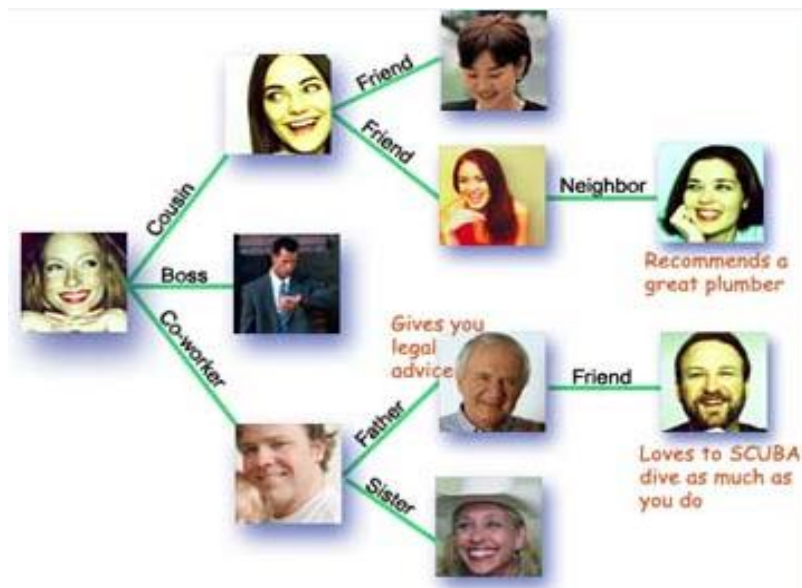 Friend
Friend
Cousin
Neighbor
Recommends a
great plumber
Boss
Co-worker
Gives you
legal
advice
Father
Friend
Sister
Loves to SCUBA
dive as much as
you do